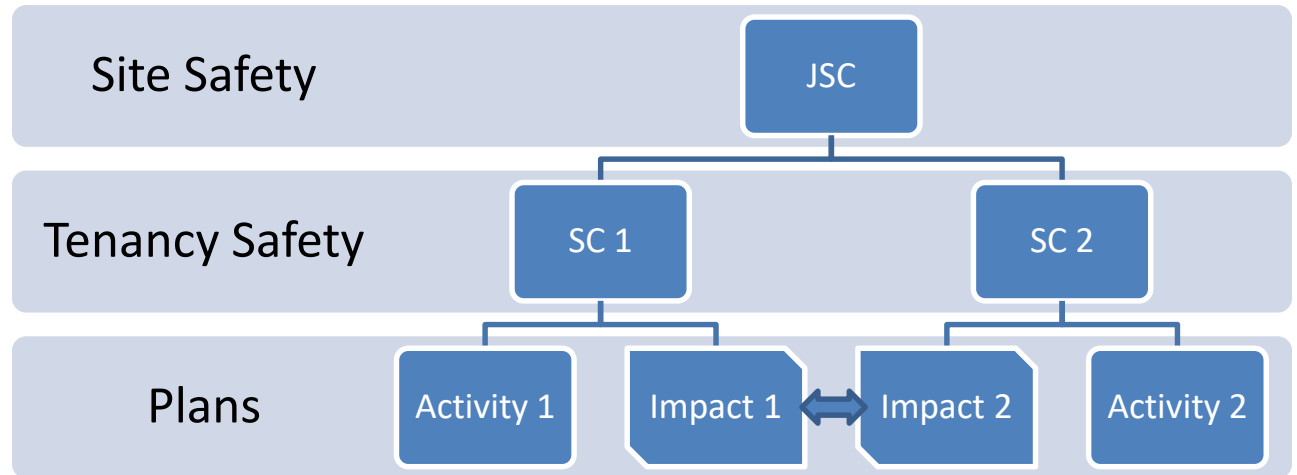 Site Safety
JSC
Tenancy Safety
SC 1
SC 2
Plans
Activity 1
Impact 1
Impact 2
Activity 2